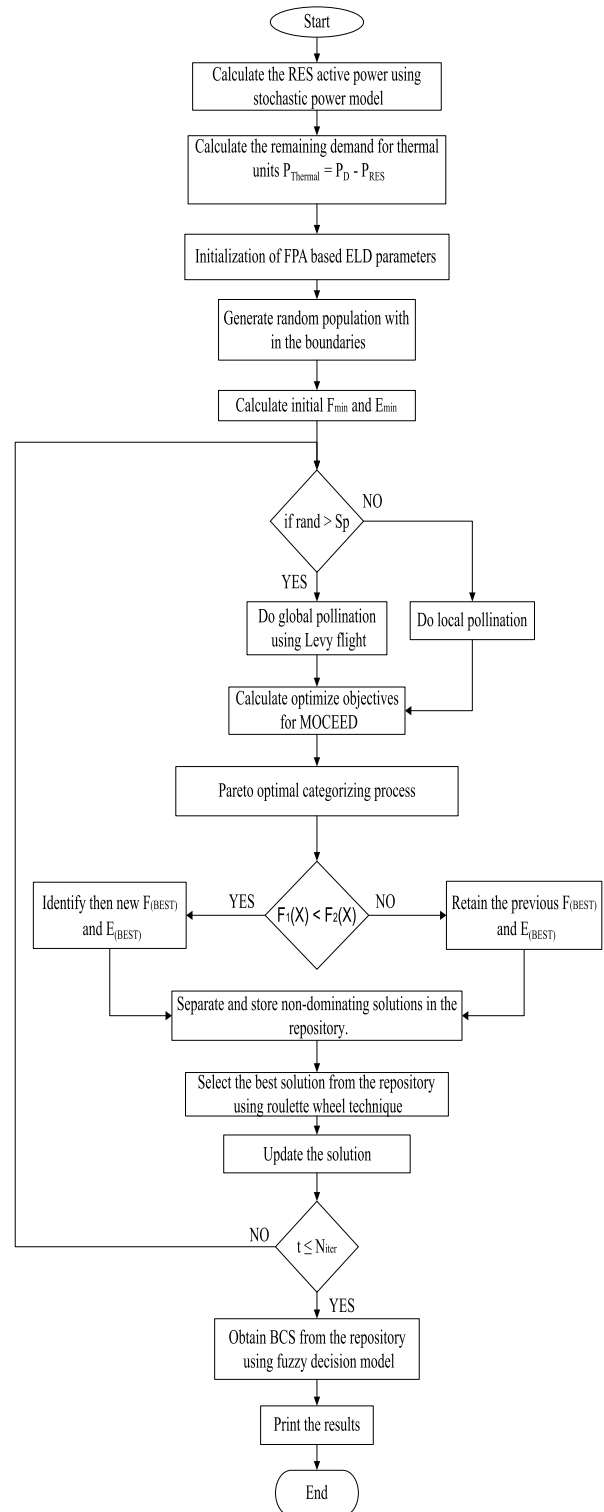 Start
Calculate the RES active power using
stochastic power model
Calculate the remaining demand for thermal
units P_Thermal = P_D - P_RES
Initialization of FPA based ELD parameters
Generate random population with
in the boundaries
Calculate initial Fmin and Emin
if rand > Sp
NO
YES
Do global pollination
using Levy flight
Do local pollination
Calculate optimize objectives
for MOCEED
Pareto optimal categorizing process
F1(X) < F2(X)
YES
NO
Identify then new F(BEST)
and E(BEST)
Retain the previous F(BEST)
and E(BEST)
Separate and store non-dominating solutions in the
repository.
Select the best solution from the repository
using roulette wheel technique
Update the solution
NO
t ≤ Niter
YES
Obtain BCS from the repository
using fuzzy decision model
Print the results
End